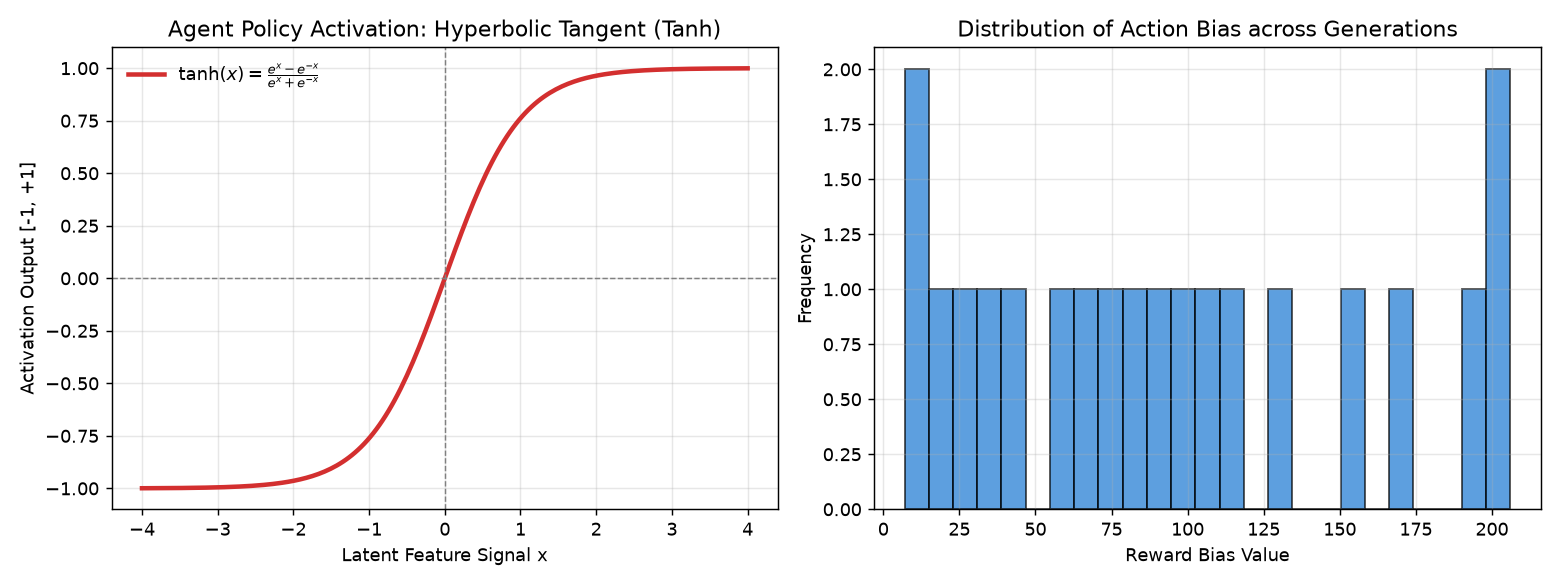 Agent Policy Activation: Hyperbolic Tangent (Tanh)
tanh(x) = \frac{e^x − e^{−x}}{e^x + e^{−x}}
Activation Output [-1, +1]
1.00
0.75
0.50
0.25
0.00
−0.25
−0.50
−0.75
−1.00
−4 −3 −2 −1 0 1 2 3 4
Latent Feature Signal x
Distribution of Action Bias across Generations
Frequency
2.00
1.75
1.50
1.25
1.00
0.75
0.50
0.25
0.00
0 25 50 75 100 125 150 175 200
Reward Bias Value